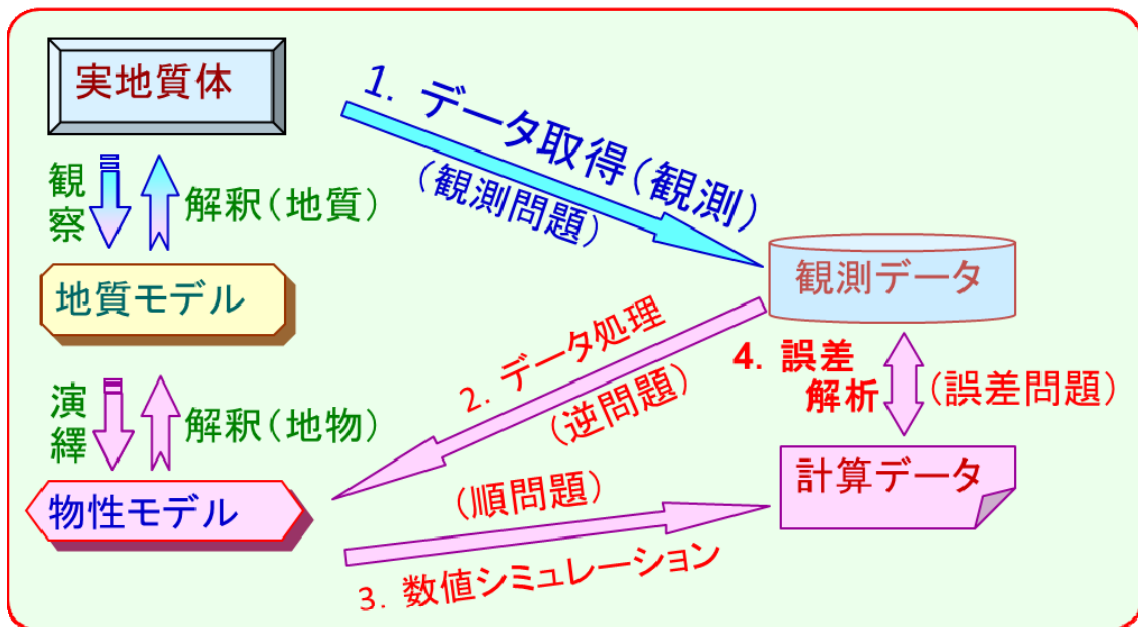 実地質体
1. データ取得(観測)
(観測問題)
観
察
解釈(地質)
観測データ
地質モデル
2. データ処理
(逆問題)
4. 誤差
解析
(誤差問題)
演
繹
解釈(地物)
計算データ
物性モデル
(順問題)
3. 数値シミュレーション